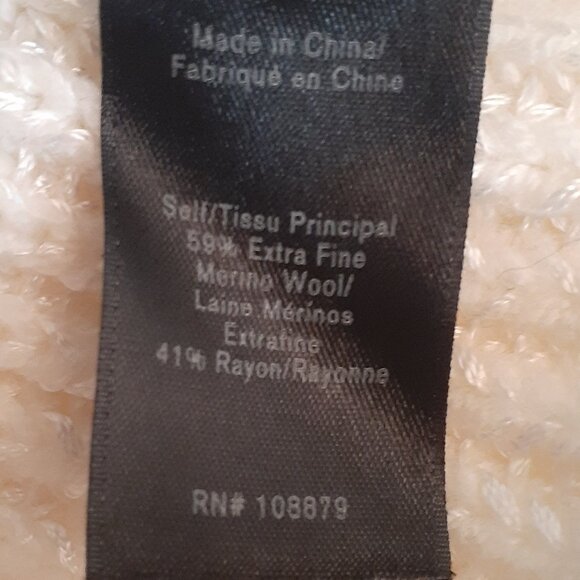 Made in China/
Fabriqué en Chine
Self/Tissu Principal
59% Extra Fine
Merino Wool/
Laine Mérinos
Extrafine
41% Rayon/Rayonne
RN# 108879